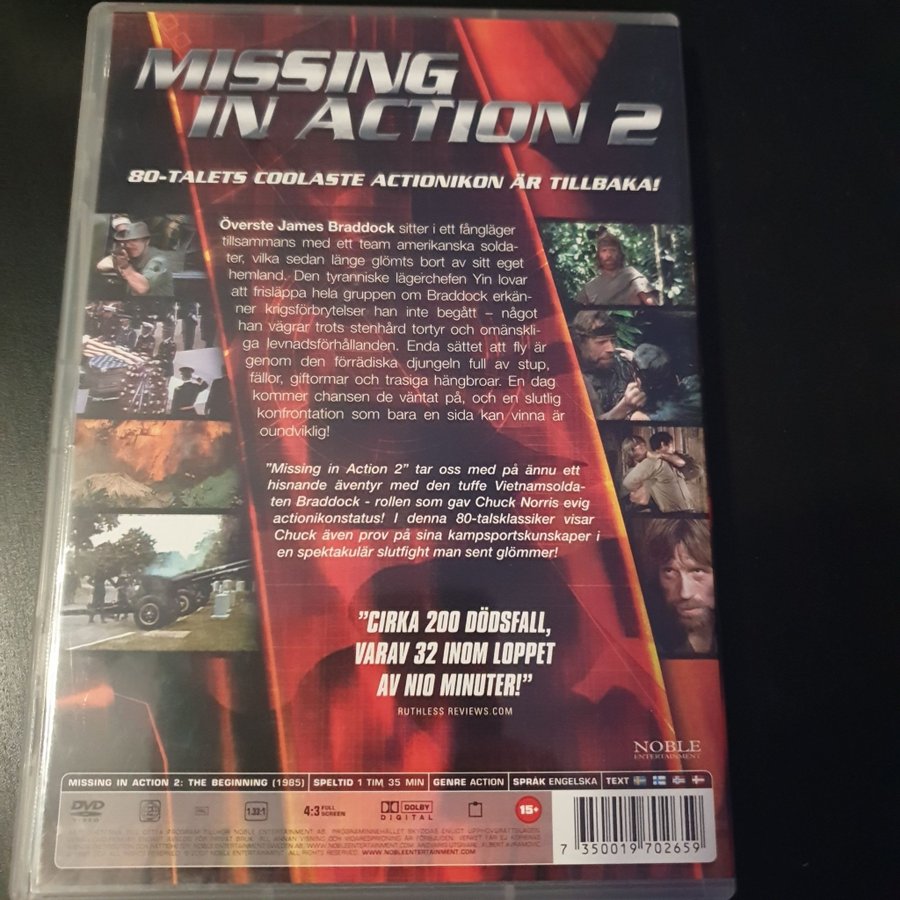 MISSING
IN ACTION 2
80-TALETS COOLASTE ACTIONIKON ÄR TILLBAKA!
Överste James Braddock sitter i ett fångläger
tillsammans med ett team amerikanska solda-
ter, vilka sedan länge glömts bort av sitt eget
hemland. Den tyranniske lägerchefen Yin lovar
att frisläppa hela gruppen om Braddock erkän-
ner krigsförbrytelser han inte begått – något
han vägrar trots stenhård tortyr och omänskli-
ga levnadsförhållanden. Enda sättet att fly är
genom den förrädiska djungeln full av stup,
fällor, giftormar och trasiga hängbroar. En dag
kommer chansen de väntat på, och en slutlig
konfrontation som bara en sida kan vinna är
oundviklig!
"Missing in Action 2" tar oss med på ännu ett
hisnande äventyr med den tuffe Vietnamsolda-
ten Braddock - rollen som gav Chuck Norris evig
actionikonstatus! I denna 80-talsklassiker visar
Chuck även prov på sina kampsportskunskaper i
en spektakulär slutfight man sent glömmer!
"CIRKA 200 DÖDSFALL,
VARAV 32 INOM LOPPET
AV NIO MINUTER!"
RUTHLESS REVIEWS.COM
NOBLE
ENTERTAINMENT
MISSING IN ACTION 2: THE BEGINNING (1985) SPELTID 1 TIM 35 MIN GENRE ACTION SPRÅK ENGELSKA TEXT
DVD VIDEO 1.33:1 4:3 FULL SCREEN DOLBY DIGITAL 15+
WWW.NOBLEENTERTAINMENT.COM
7 350019 702659